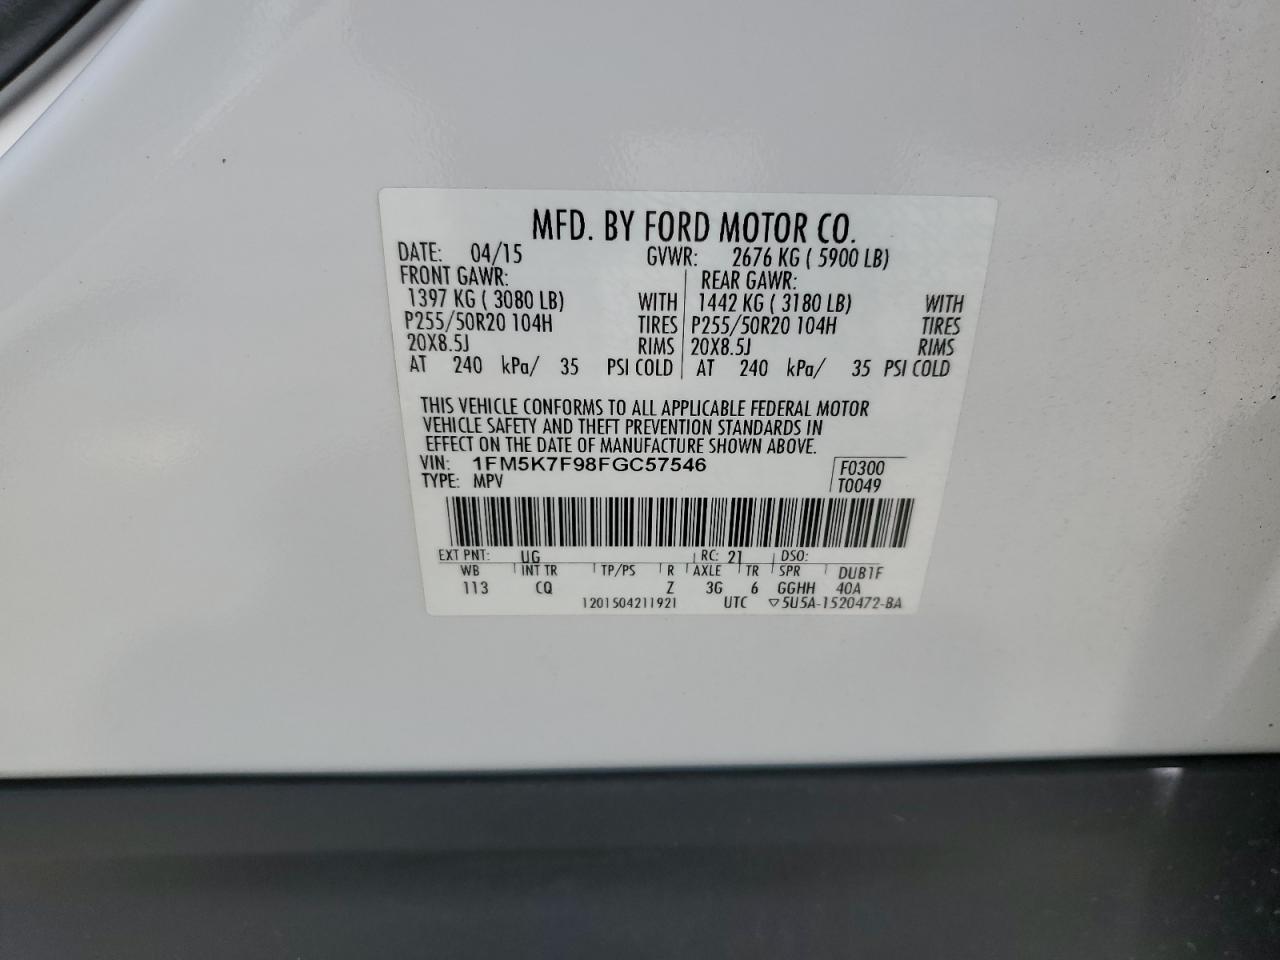 MFD. BY FORD MOTOR CO.
DATE: 04/15 GVWR: 2676 KG ( 5900 LB)
FRONT GAWR: REAR GAWR:
1397 KG ( 3080 LB) WITH 1442 KG ( 3180 LB) WITH
P255/50R20 104H TIRES P255/50R20 104H TIRES
20X8.5J RIMS 20X8.5J RIMS
AT 240 kPa/ 35 PSI COLD AT 240 kPa/ 35 PSI COLD
THIS VEHICLE CONFORMS TO ALL APPLICABLE FEDERAL MOTOR
VEHICLE SAFETY AND THEFT PREVENTION STANDARDS IN
EFFECT ON THE DATE OF MANUFACTURE SHOWN ABOVE.
VIN: 1FM5K7F98FGC57546 F0300
TYPE: MPV T0049
EXT PNT: UG RC: 21 DSO:
WB INT TR TP/PS R AXLE TR SPR DUB1F
113 CQ Z 3G 6 GGHH 40A
1201504211921 UTC ▽5U5A-1520472-BA